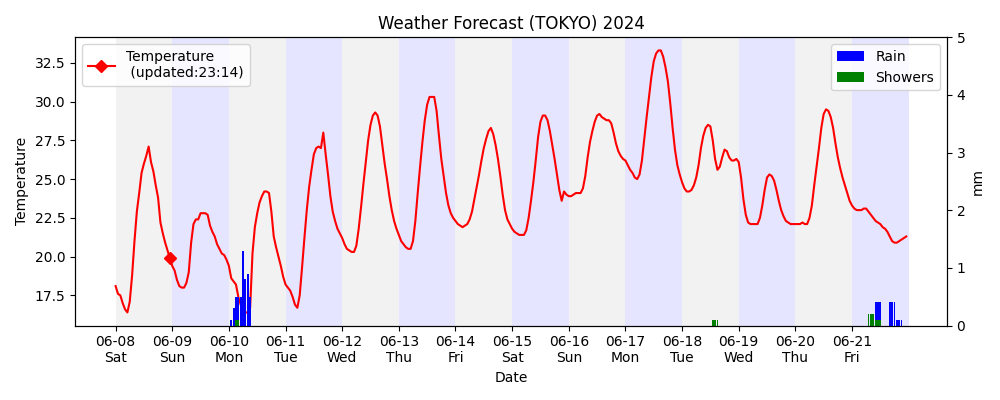 Weather Forecast (TOKYO) 2024
Temperature
(updated:23:14)
Rain
Showers
Temperature
32.5
30.0
27.5
25.0
22.5
20.0
17.5
5
4
3
2
1
0
mm
06-08 06-09 06-10 06-11 06-12 06-13 06-14 06-15 06-16 06-17 06-18 06-19 06-20 06-21
Sat Sun Mon Tue Wed Thu Fri Sat Sun Mon Tue Wed Thu Fri
Date